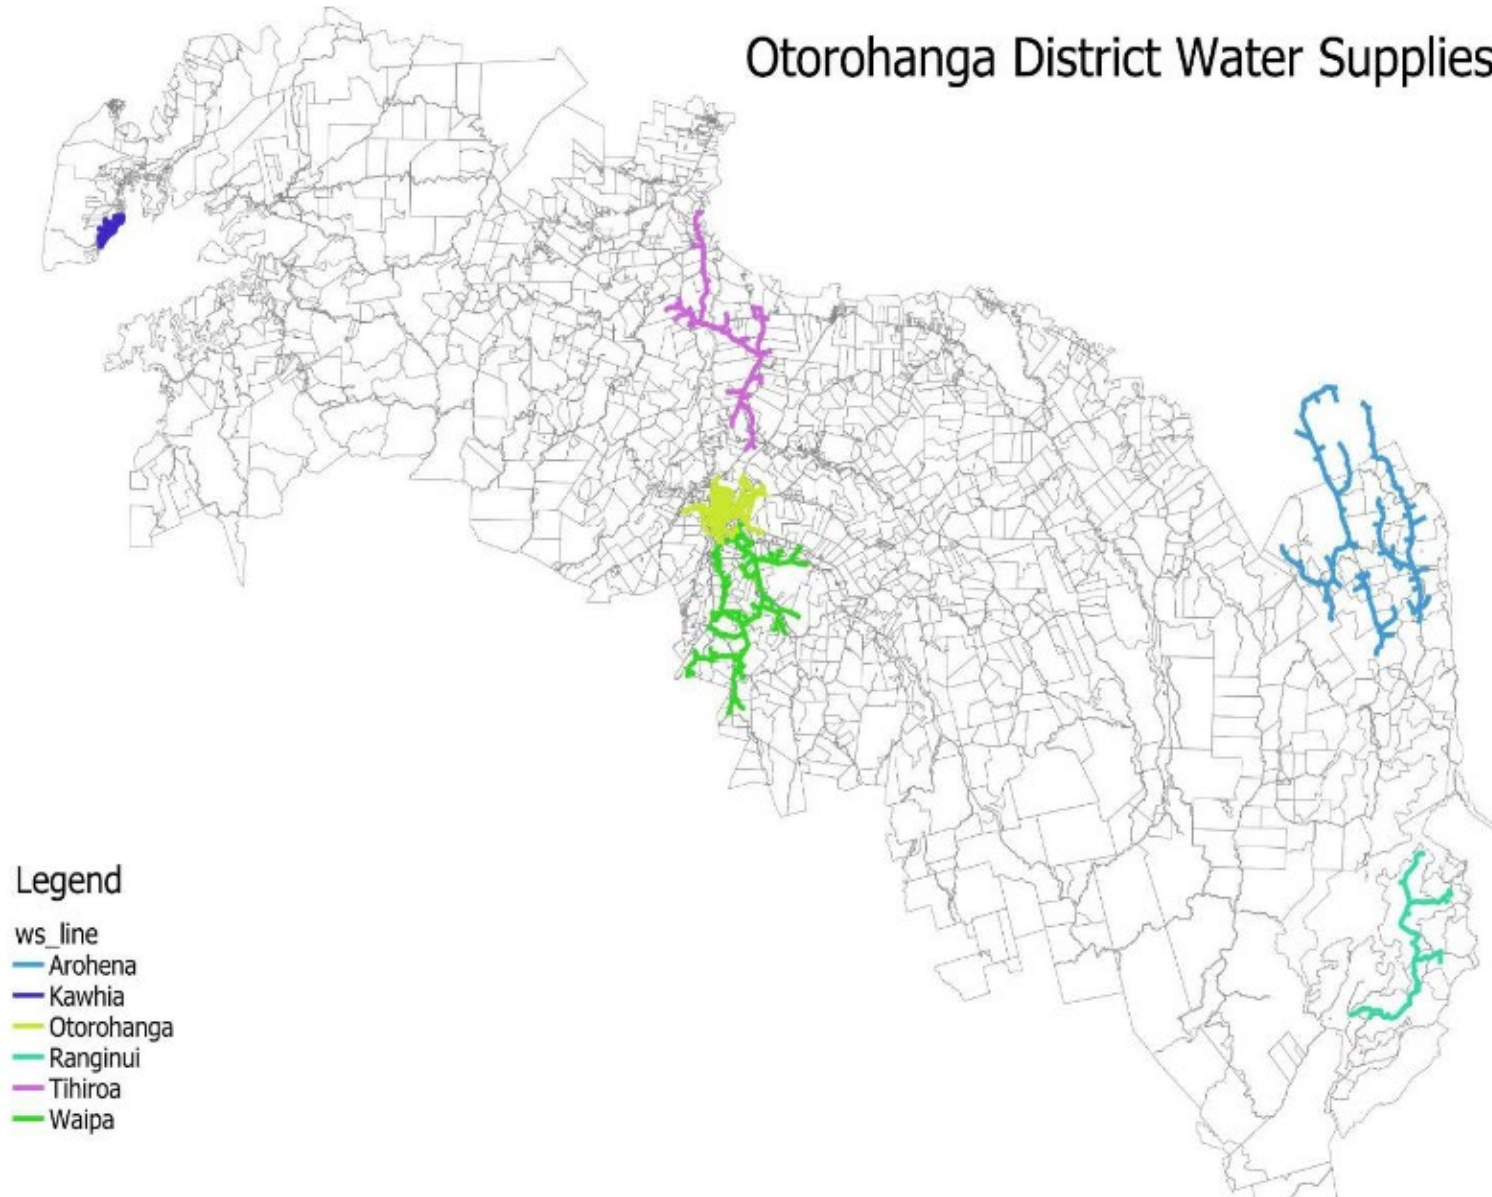 Otorohanga District Water Supplies
Legend
ws_line
Arohena
Kawhia
Otorohanga
Ranginui
Tihiroa
Waipa